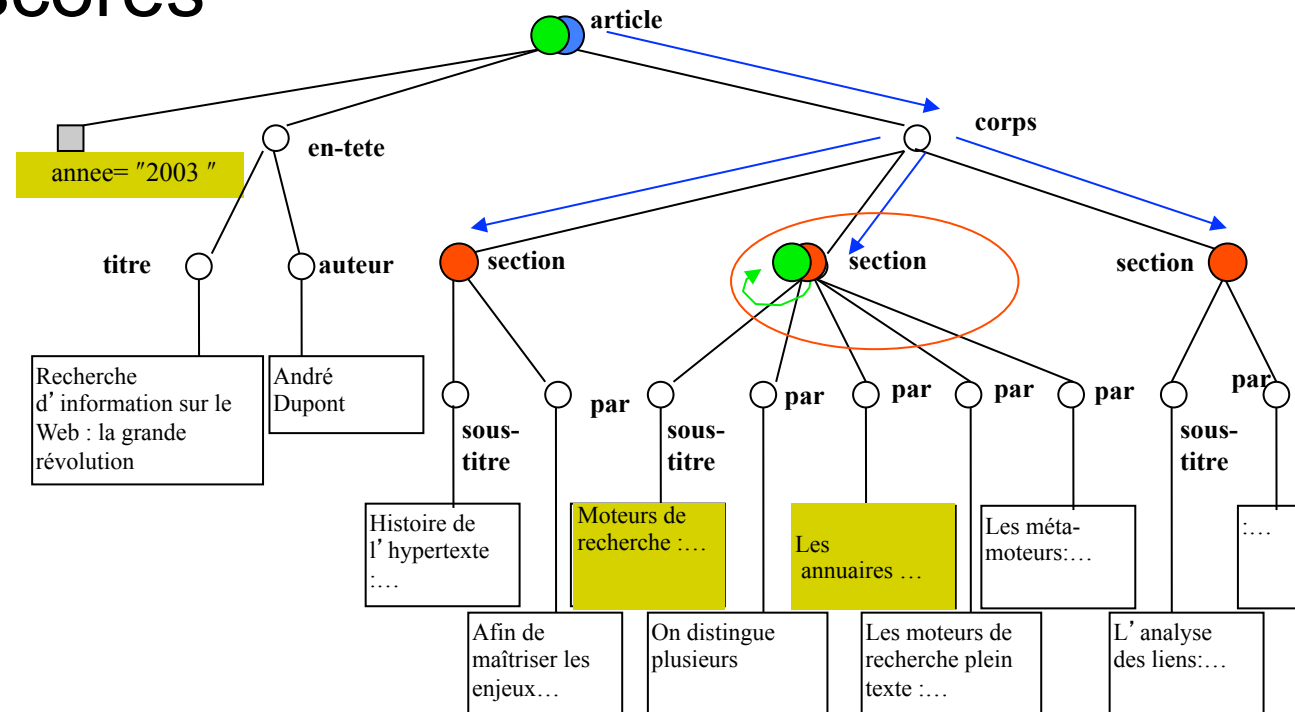 scores
article
corps
en-tete
annee= "2003 "
titre
auteur
section
section
section
Recherche
d' information sur le
Web : la grande
révolution
André
Dupont
par
par
par
par
par
par
sous-
titre
sous-
titre
sous-
titre
Histoire de
l' hypertexte
:…
Moteurs de
recherche :…
Les
annuaires …
Les méta-
moteurs:…
:…
Afin de
maîtriser les
enjeux…
On distingue
plusieurs
Les moteurs de
recherche plein
texte :…
L' analyse
des liens:…